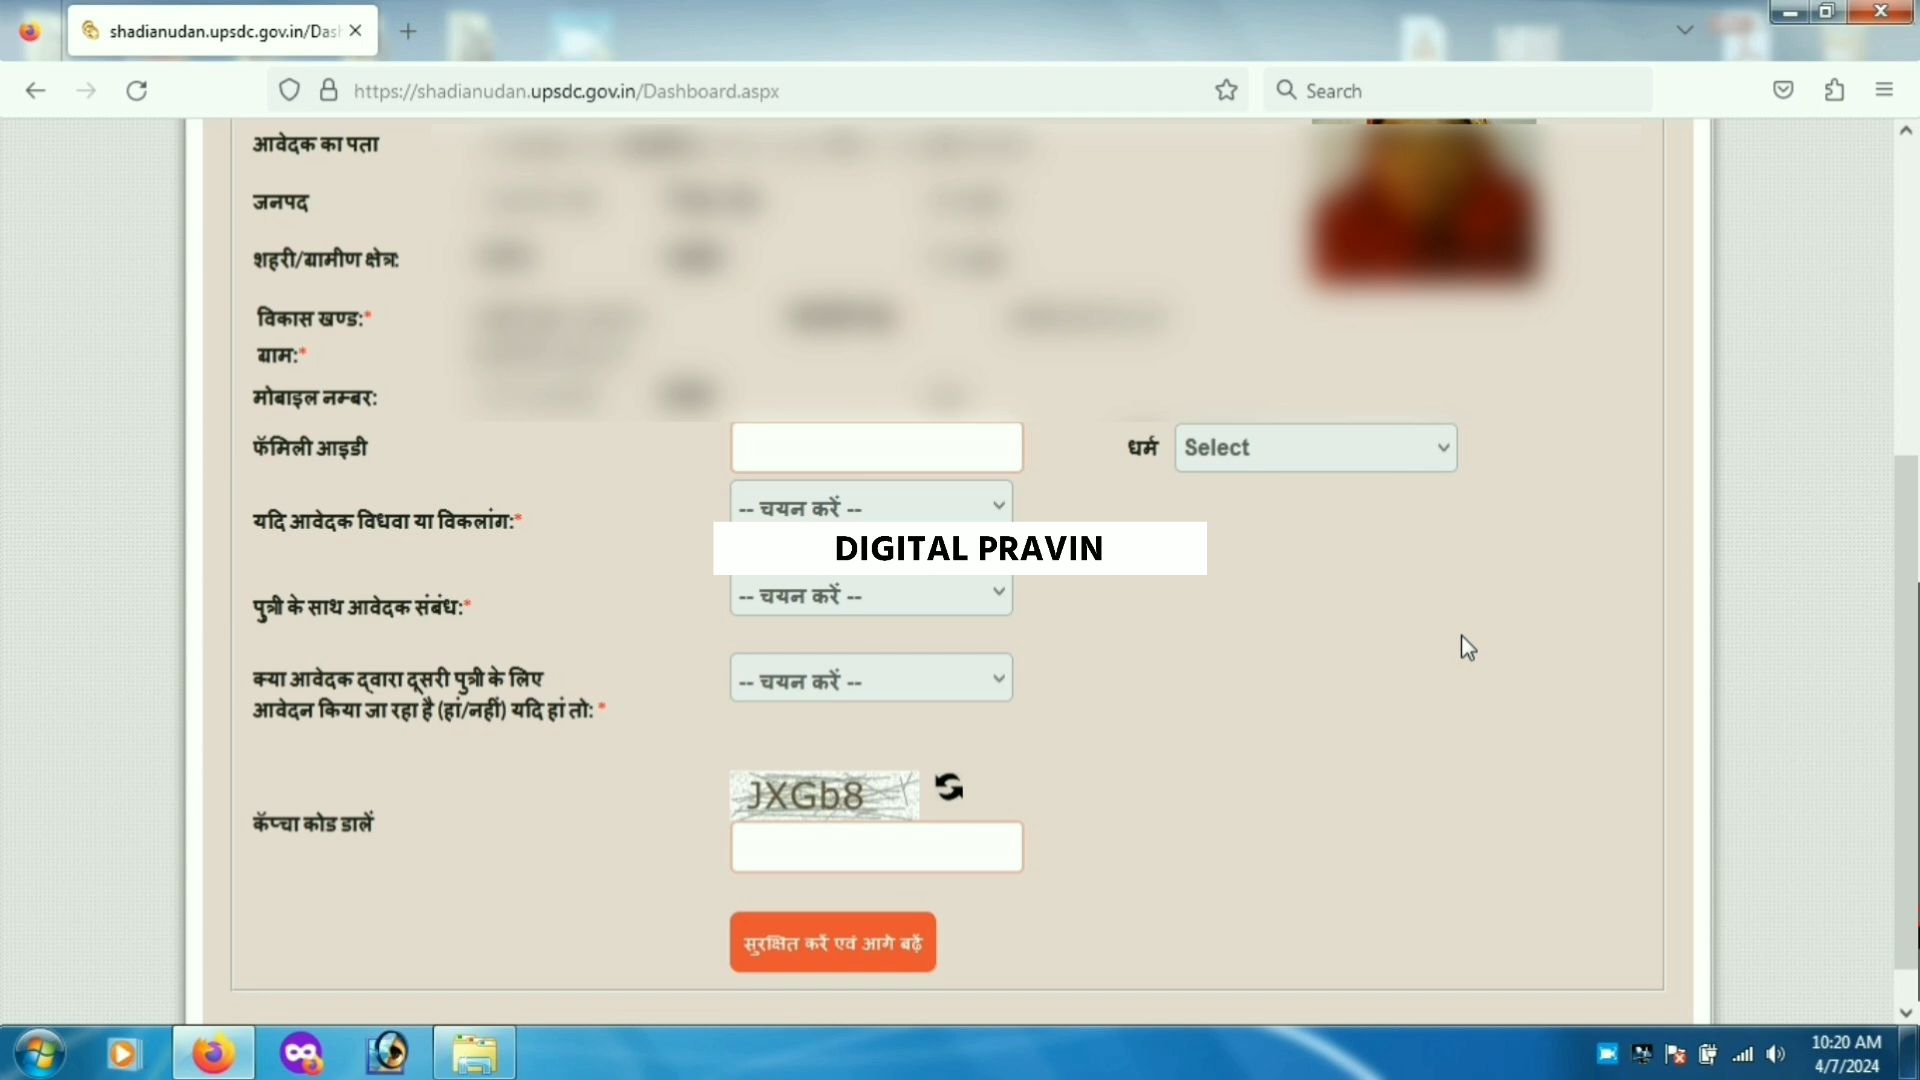 shadianudan.upsdc.gov.in/Das
https://shadianudan.upsdc.gov.in/Dashboard.aspx
Search
आवेदक का पता
जनपद
शहरी/ग्रामीण क्षेत्र:
विकास खण्ड:*
ग्राम:*
मोबाइल नम्बर:
फॅमिली आइडी
धर्म
Select
यदि आवेदक विधवा या विकलांग:*
-- चयन करें --
DIGITAL PRAVIN
पुत्री के साथ आवेदक संबंध:*
-- चयन करें --
क्या आवेदक द्वारा दूसरी पुत्री के लिए
आवेदन किया जा रहा है (हां/नहीं) यदि हां तो: *
-- चयन करें --
JXGb8
कॅप्चा कोड डालें
सुरक्षित करें एवं आगे बढ़ें
10:20 AM
4/7/2024